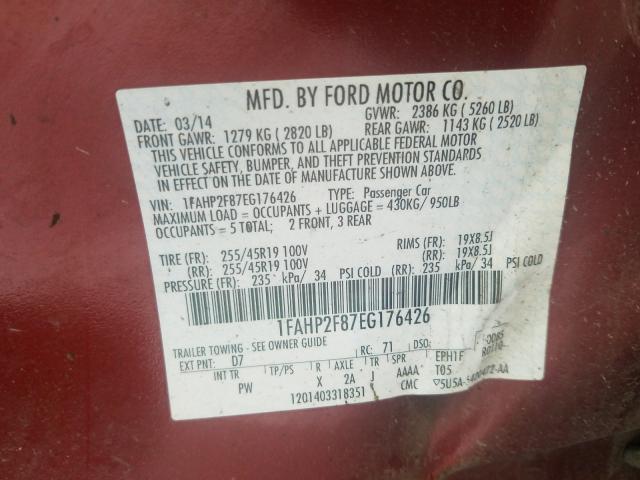 MFD. BY FORD MOTOR CO.
DATE: 03/14 GVWR: 2386 KG ( 5260 LB)
FRONT GAWR: 1279 KG ( 2820 LB) REAR GAWR: 1143 KG ( 2520 LB)
THIS VEHICLE CONFORMS TO ALL APPLICABLE FEDERAL MOTOR
VEHICLE SAFETY, BUMPER, AND THEFT PREVENTION STANDARDS
IN EFFECT ON THE DATE OF MANUFACTURE SHOWN ABOVE.
VIN: 1FAHP2F87EG176426 TYPE: Passenger Car
MAXIMUM LOAD = OCCUPANTS + LUGGAGE = 430KG/ 950LB
OCCUPANTS = 5 TOTAL; 2 FRONT, 3 REAR
TIRE (FR): 255/45R19 100V RIMS (FR): 19X8.5J
(RR): 255/45R19 100V (RR): 19X8.5J
PRESSURE (FR): 235 kPa/ 34 PSI COLD (RR): 235 kPa/ 34 PSI COLD
1FAHP2F87EG176426
TRAILER TOWING - SEE OWNER GUIDE
EXT PNT: D7 RC: 71 DSO:
INT TR TP/PS R AXLE TR SPR EPH1F
PW X 2A J AAAA T05
120140331835 1 CMC